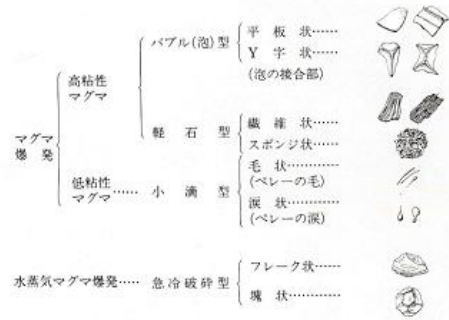 バブル(泡)型
平 板 状……
Y 字 状……
(泡の接合部)
高粘性
マグマ
軽 石 型
繊 維 状……
スポンジ状……
マグマ
爆 発
低粘性
マグマ……
小 滴 型
毛 状…………
(ペレーの毛)
涙 状…………
(ペレーの涙)
水蒸気マグマ爆発……
急冷破砕型
フレーク状……
塊 状…………